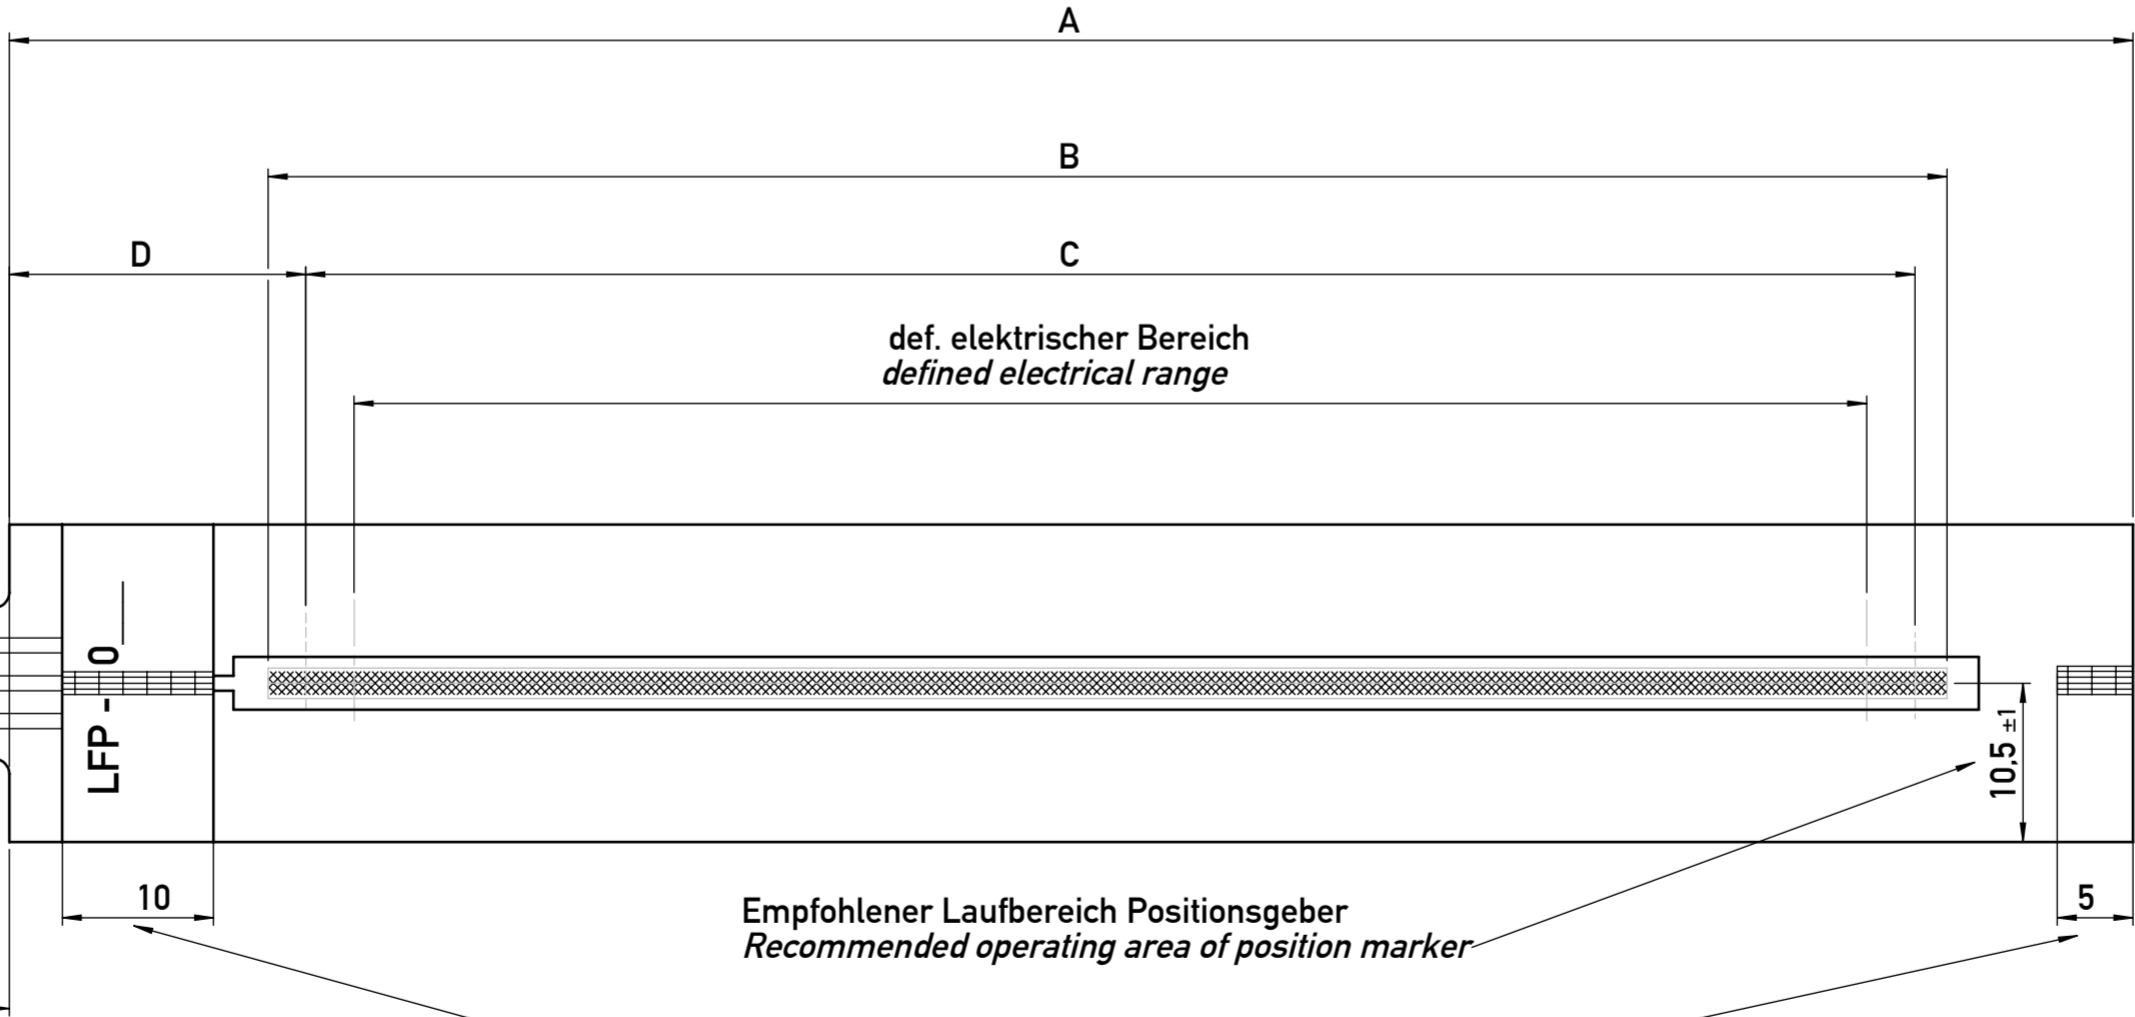 A
B
D
C
def. elektrischer Bereich
defined electrical range
LFP - 0__
10,5 ±1
10
5
Empfohlener Laufbereich Positionsgeber
Recommended operating area of position marker